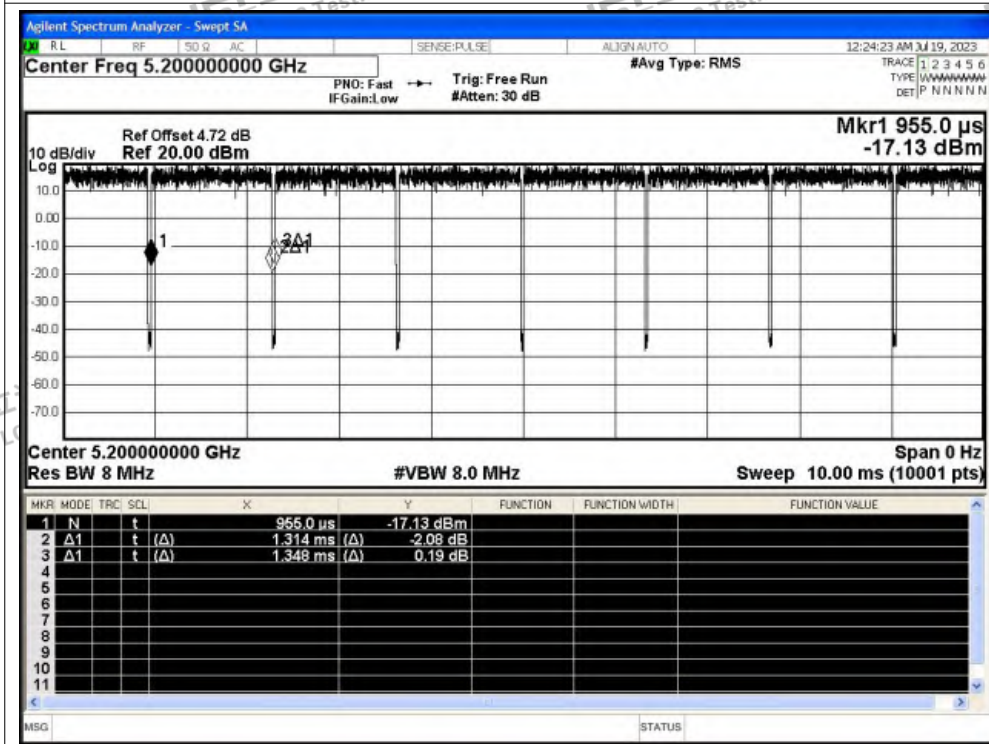 Agilent Spectrum Analyzer - Swept SA
RL RF 50 Ω AC SENSE:PULSE ALIGN AUTO 12:24:23 AM Jul 19, 2023
Center Freq 5.200000000 GHz #Avg Type: RMS TRACE 1 2 3 4 5 6
PNO: Fast Trig: Free Run TYPE
IFGain:Low #Atten: 30 dB DET P N N N N N
Mkr1 955.0 µs
Ref Offset 4.72 dB
10 dB/div Ref 20.00 dBm -17.13 dBm
Log
10.0
0.00
-10.0
1
3Δ1
2Δ1
-20.0
-30.0
-40.0
-50.0
-60.0
-70.0
Center 5.200000000 GHz Span 0 Hz
Res BW 8 MHz #VBW 8.0 MHz Sweep 10.00 ms (10001 pts)
MKR MODE TRC SCL X Y FUNCTION FUNCTION WIDTH FUNCTION VALUE
1 N t 955.0 µs -17.13 dBm
2 Δ1 t (Δ) 1.314 ms (Δ) -2.08 dB
3 Δ1 t (Δ) 1.348 ms (Δ) 0.19 dB
4
5
6
7
8
9
10
11
MSG STATUS